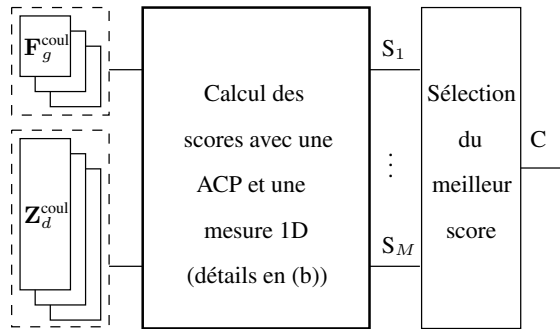 F_g^coul
Z_d^coul
Calcul des
scores avec une
ACP et une
mesure 1D
(détails en (b))
S_1
⋮
S_M
Sélection
du
meilleur
score
C